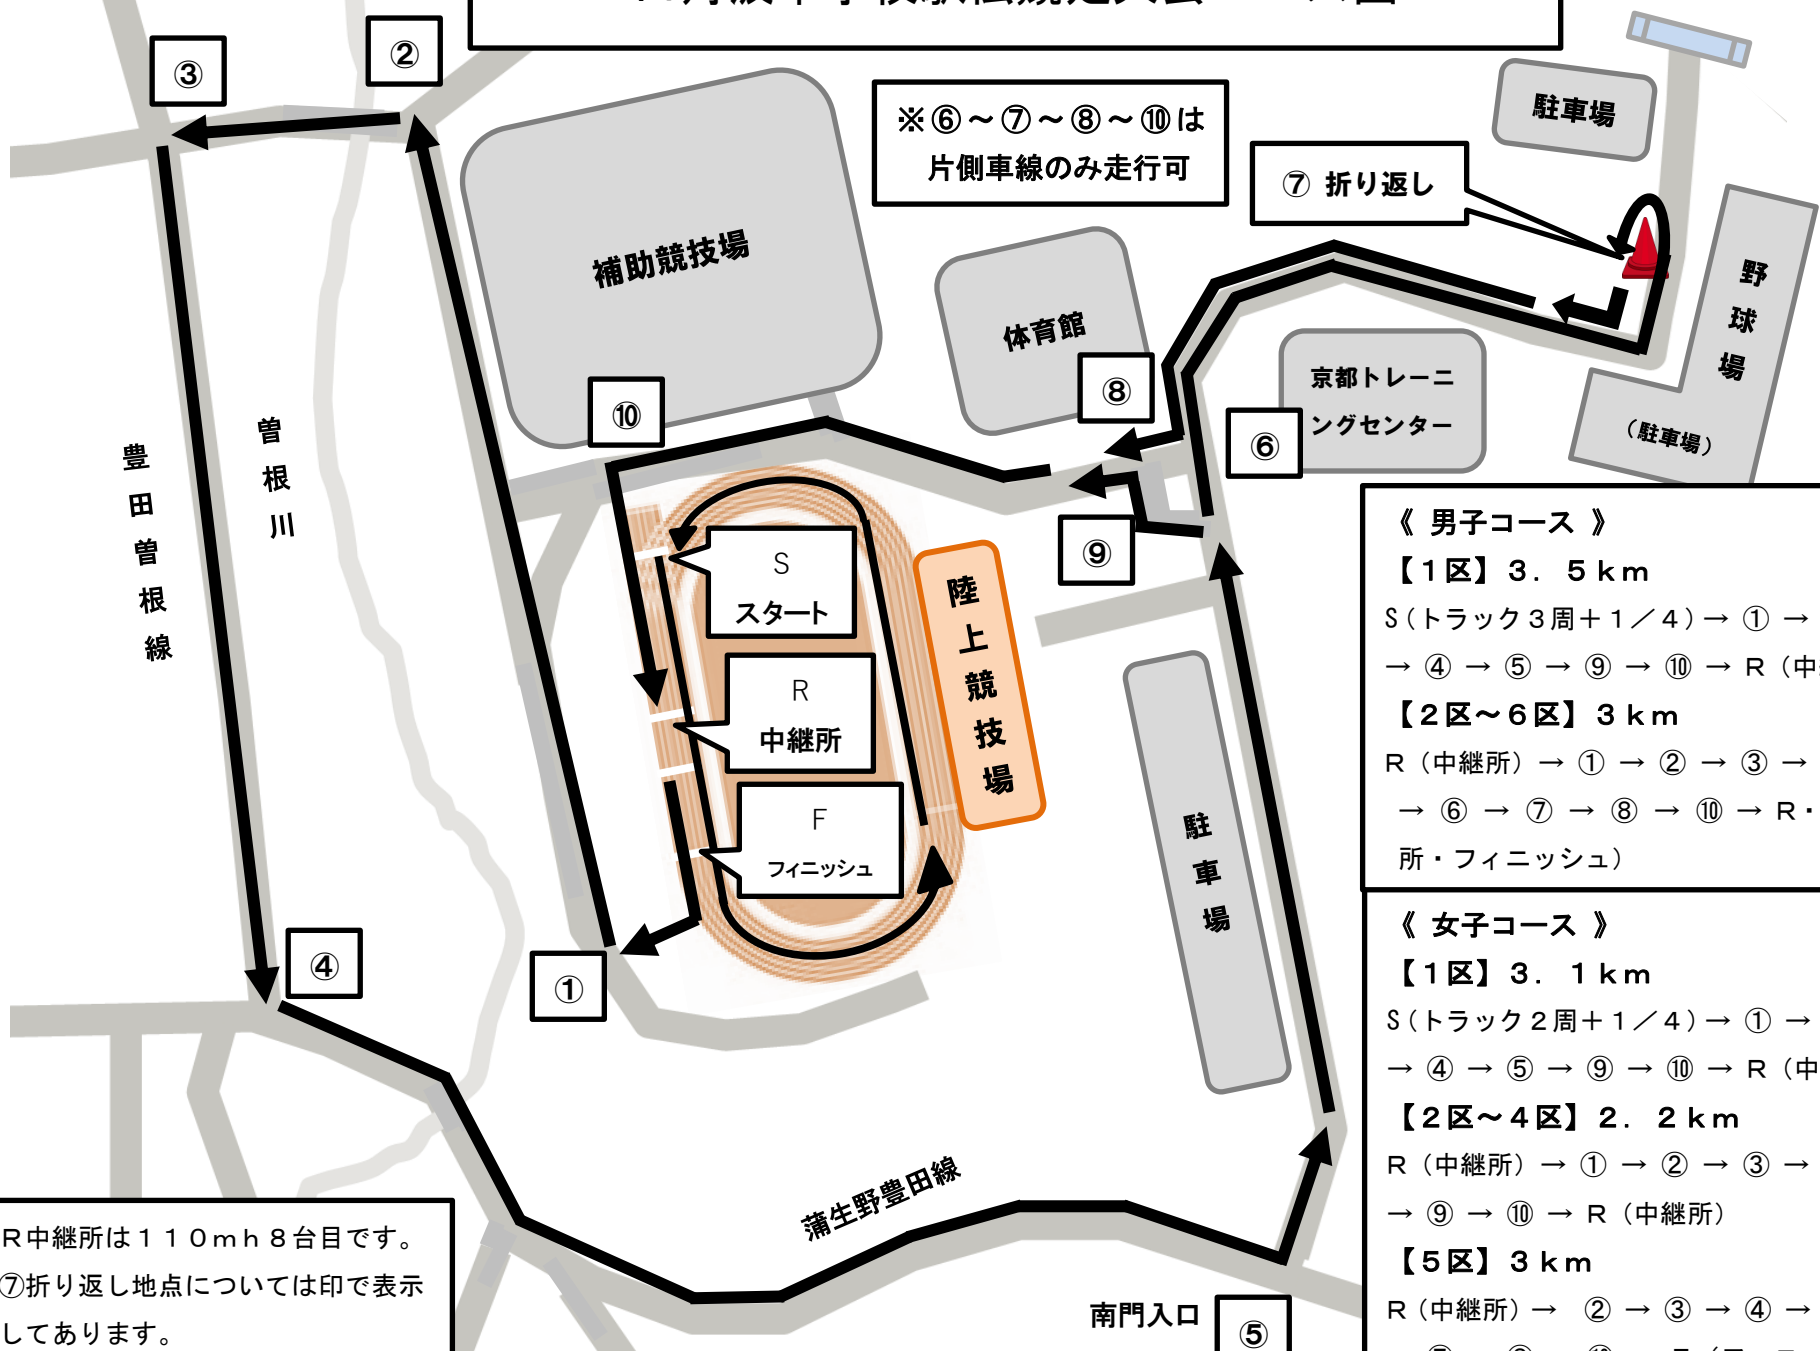 ③
②
※⑥～⑦～⑧～⑩は
片側車線のみ走行可
駐車場
⑦ 折り返し
補助競技場
体育館
野球場
(駐車場)
京都トレーニ
ングセンター
⑧
⑥
⑩
⑨
豊田曽根線
曽根川
S
スタート
R
中継所
F
フィニッシュ
陸上競技場
駐車場
④
①
蒲生野豊田線
南門入口
⑤
《 男子コース 》
【１区】３．５ｋｍ
S(トラック３周＋１／４)→ ① →
→ ④ → ⑤ → ⑨ → ⑩ → Ｒ（中
【２区～６区】３ｋｍ
Ｒ（中継所）→ ① → ② → ③ →
→ ⑥ → ⑦ → ⑧ → ⑩ → Ｒ・
所・フィニッシュ）
《 女子コース 》
【１区】３．１ｋｍ
S(トラック２周＋１／４)→ ① →
→ ④ → ⑤ → ⑨ → ⑩ → Ｒ（中
【２区～４区】２．２ｋｍ
Ｒ（中継所）→ ① → ② → ③ →
→ ⑨ → ⑩ → Ｒ（中継所）
【５区】３ｋｍ
Ｒ（中継所）→ ② → ③ → ④ →
Ｒ中継所は１１０ｍｈ８台目です。
⑦折り返し地点については印で表示
してあります。